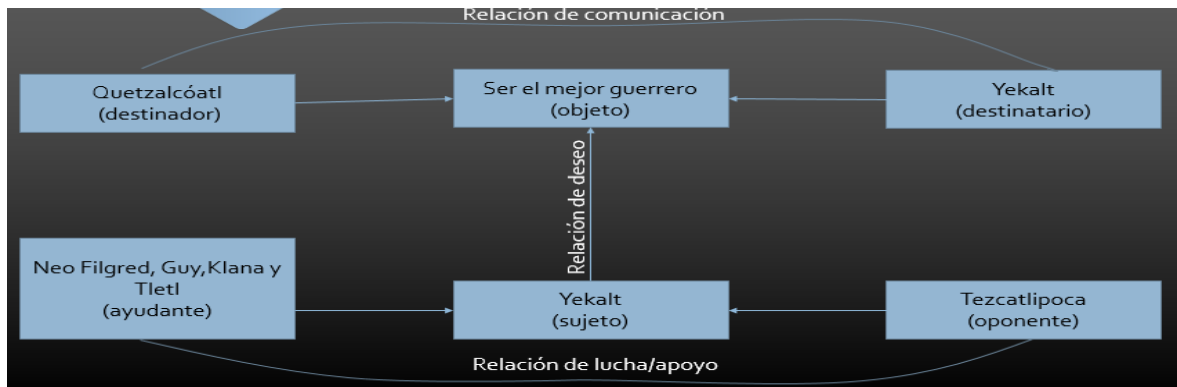 Relación de comunicación
Quetzalcóatl
(destinador)
Ser el mejor guerrero
(objeto)
Yekalt
(destinatario)
Relación de deseo
Neo Filgred, Guy,Klana y
Tletl
(ayudante)
Yekalt
(sujeto)
Tezcatlipoca
(oponente)
Relación de lucha/apoyo